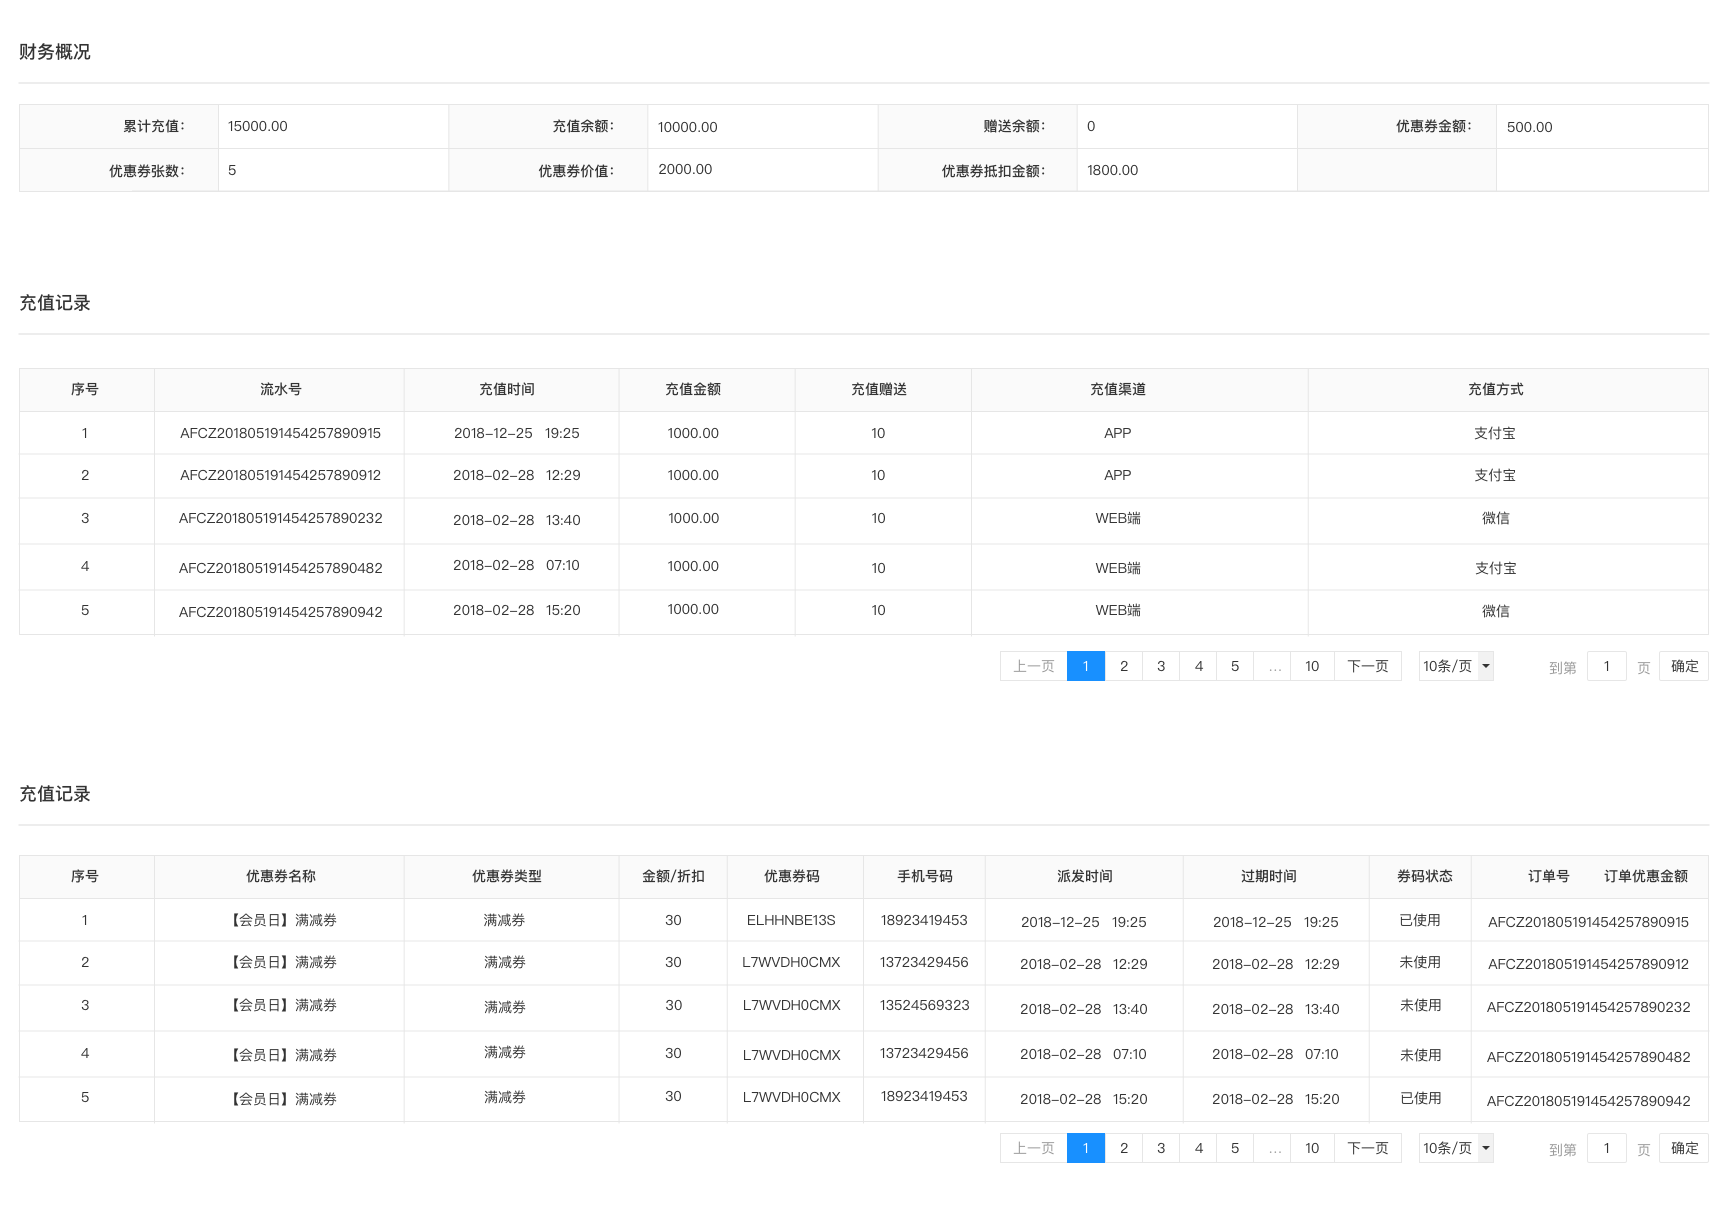 财务概况
累计充值： 15000.00 充值余额： 10000.00 赠送余额： 0 优惠券金额： 500.00
优惠券张数： 5 优惠券价值： 2000.00 优惠券抵扣金额： 1800.00
充值记录
序号 流水号 充值时间 充值金额 充值赠送 充值渠道 充值方式
1 AFCZ201805191454257890915 2018-12-25 19:25 1000.00 10 APP 支付宝
2 AFCZ201805191454257890912 2018-02-28 12:29 1000.00 10 APP 支付宝
3 AFCZ201805191454257890232 2018-02-28 13:40 1000.00 10 WEB端 微信
4 AFCZ201805191454257890482 2018-02-28 07:10 1000.00 10 WEB端 支付宝
5 AFCZ201805191454257890942 2018-02-28 15:20 1000.00 10 WEB端 微信
上一页 1 2 3 4 5 ... 10 下一页 10条/页 到第 1 页 确定
充值记录
序号 优惠券名称 优惠券类型 金额/折扣 优惠券码 手机号码 派发时间 过期时间 券码状态 订单号 订单优惠金额
1 【会员日】满减券 满减券 30 ELHHNBE13S 18923419453 2018-12-25 19:25 2018-12-25 19:25 已使用 AFCZ201805191454257890915
2 【会员日】满减券 满减券 30 L7WVDH0CMX 13723429456 2018-02-28 12:29 2018-02-28 12:29 未使用 AFCZ201805191454257890912
3 【会员日】满减券 满减券 30 L7WVDH0CMX 13524569323 2018-02-28 13:40 2018-02-28 13:40 未使用 AFCZ201805191454257890232
4 【会员日】满减券 满减券 30 L7WVDH0CMX 13723429456 2018-02-28 07:10 2018-02-28 07:10 未使用 AFCZ201805191454257890482
5 【会员日】满减券 满减券 30 L7WVDH0CMX 18923419453 2018-02-28 15:20 2018-02-28 15:20 已使用 AFCZ201805191454257890942
上一页 1 2 3 4 5 ... 10 下一页 10条/页 到第 1 页 确定